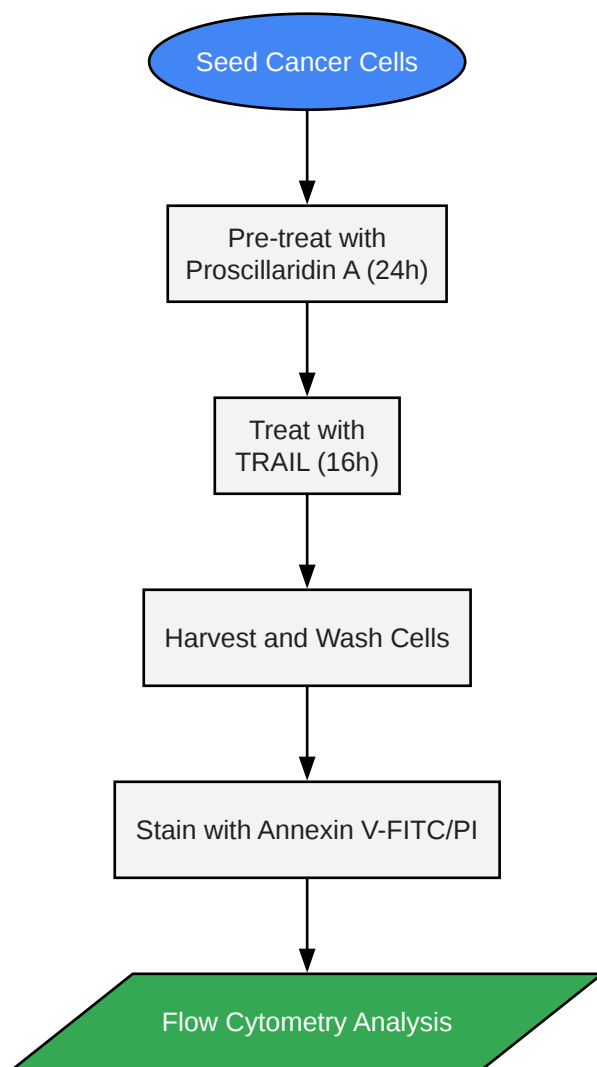 Seed Cancer Cells
Pre-treat with
Proscillaridin A (24h)
Treat with
TRAIL (16h)
Harvest and Wash Cells
Stain with Annexin V-FITC/PI
Flow Cytometry Analysis